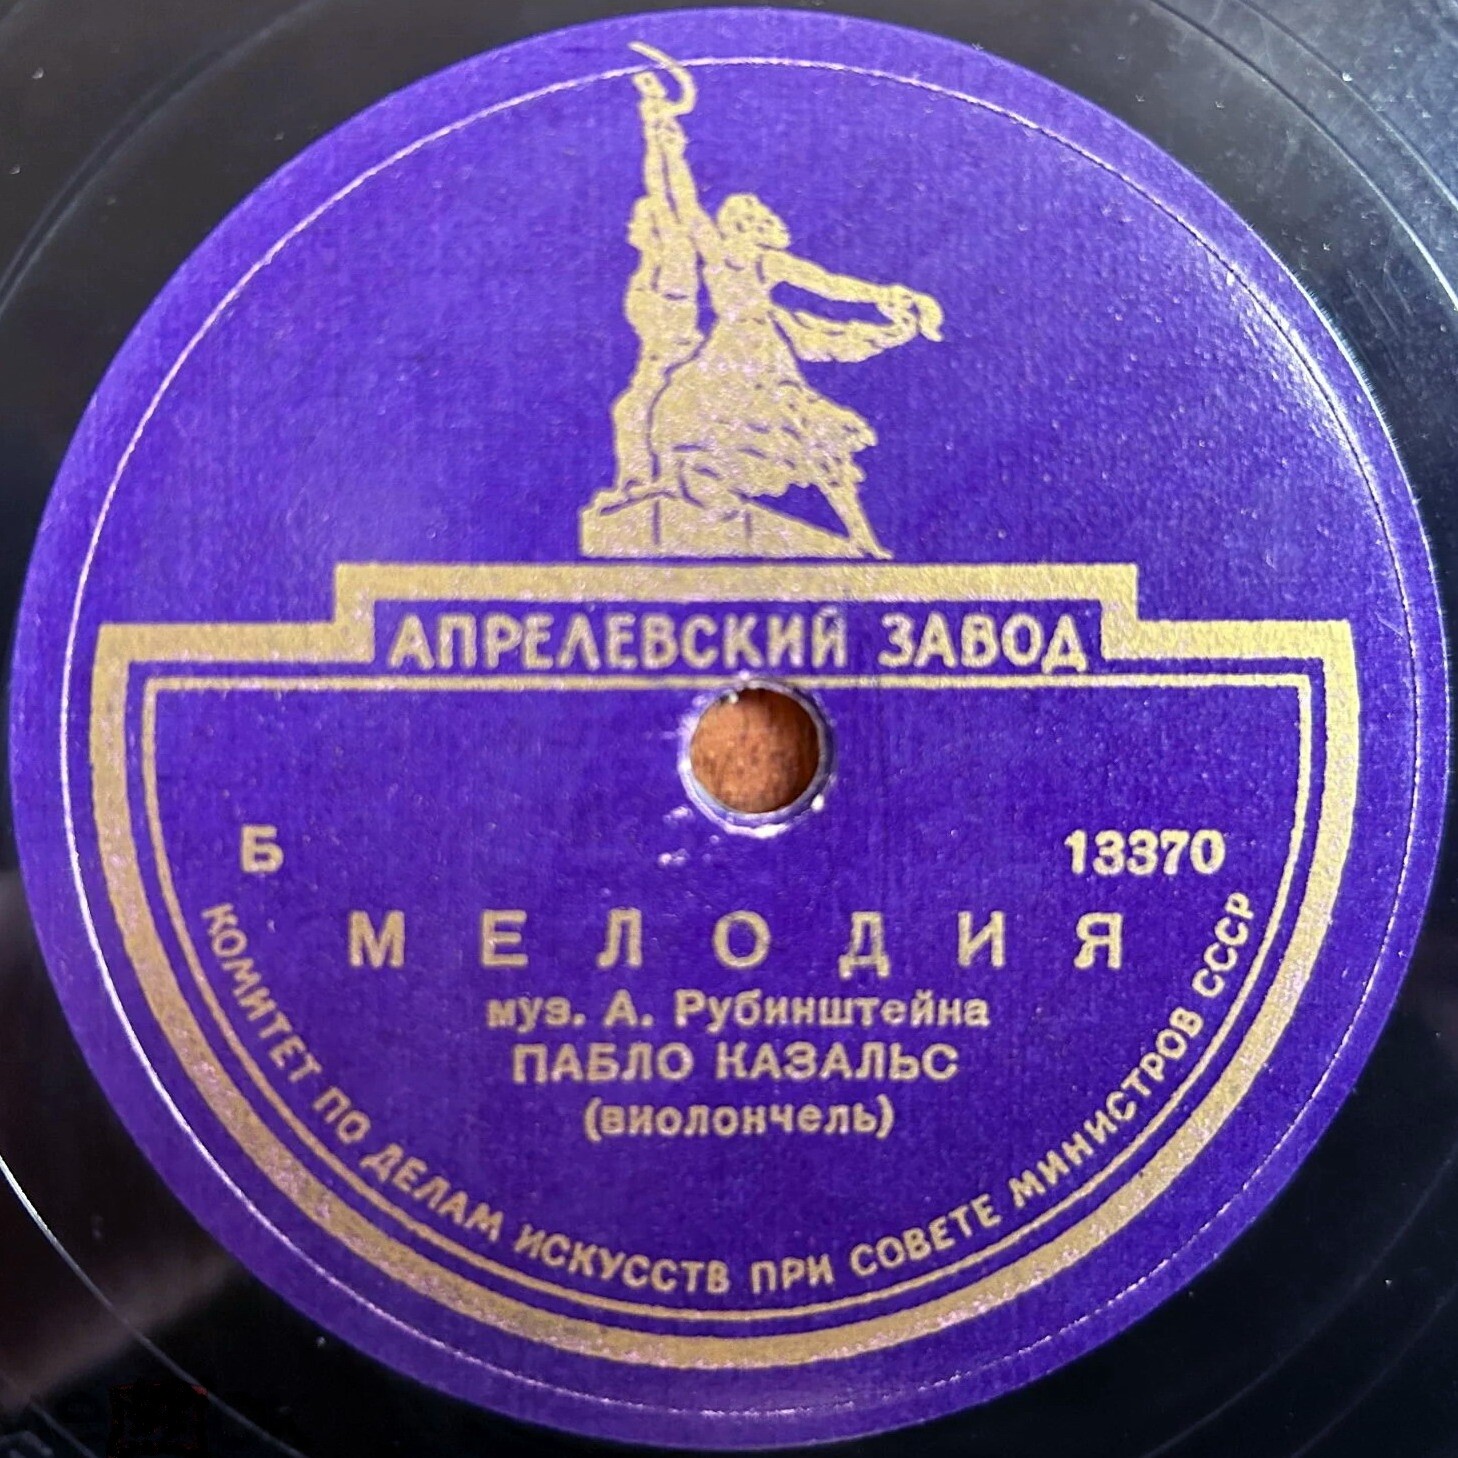 АПРЕЛЕВСКИЙ ЗАВОД
Б 13370
МЕЛОДИЯ
муз. А. Рубинштейна
ПАБЛО КАЗАЛЬС
(виолончель)
КОМИТЕТ ПО ДЕЛАМ ИСКУССТВ ПРИ СОВЕТЕ МИНИСТРОВ СССР